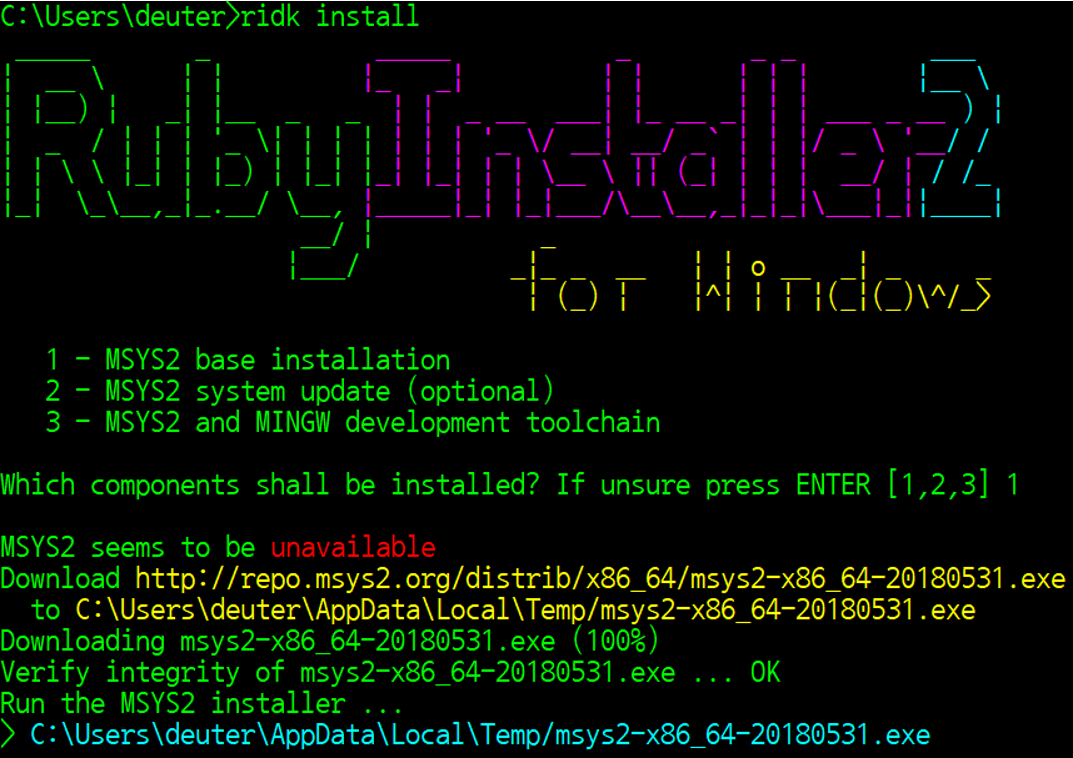 C:\Users\deuter>ridk install
RubyInstaller2
for Windows
1 - MSYS2 base installation
2 - MSYS2 system update (optional)
3 - MSYS2 and MINGW development toolchain
Which components shall be installed? If unsure press ENTER [1,2,3] 1
MSYS2 seems to be unavailable
Download http://repo.msys2.org/distrib/x86_64/msys2-x86_64-20180531.exe
to C:\Users\deuter\AppData\Local\Temp/msys2-x86_64-20180531.exe
Downloading msys2-x86_64-20180531.exe (100%)
Verify integrity of msys2-x86_64-20180531.exe ... OK
Run the MSYS2 installer ...
> C:\Users\deuter\AppData\Local\Temp/msys2-x86_64-20180531.exe